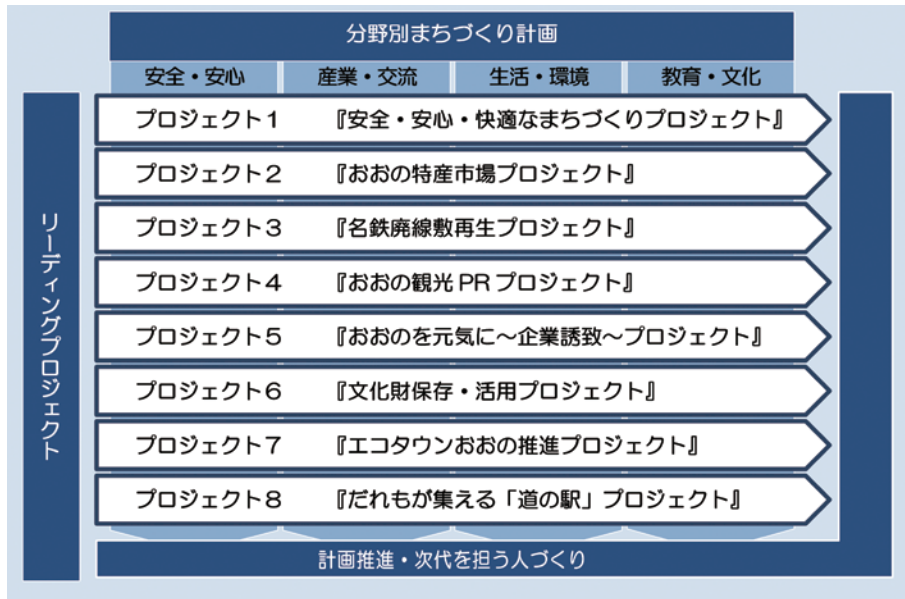 分野別まちづくり計画
安全・安心 産業・交流 生活・環境 教育・文化
リーディングプロジェクト
プロジェクト1 『安全・安心・快適なまちづくりプロジェクト』
プロジェクト2 『おおの特産市場プロジェクト』
プロジェクト3 『名鉄廃線敷再生プロジェクト』
プロジェクト4 『おおの観光 PR プロジェクト』
プロジェクト5 『おおのを元気に～企業誘致～プロジェクト』
プロジェクト6 『文化財保存・活用プロジェクト』
プロジェクト7 『エコタウンおおの推進プロジェクト』
プロジェクト8 『だれもが集える「道の駅」プロジェクト』
計画推進・次代を担う人づくり